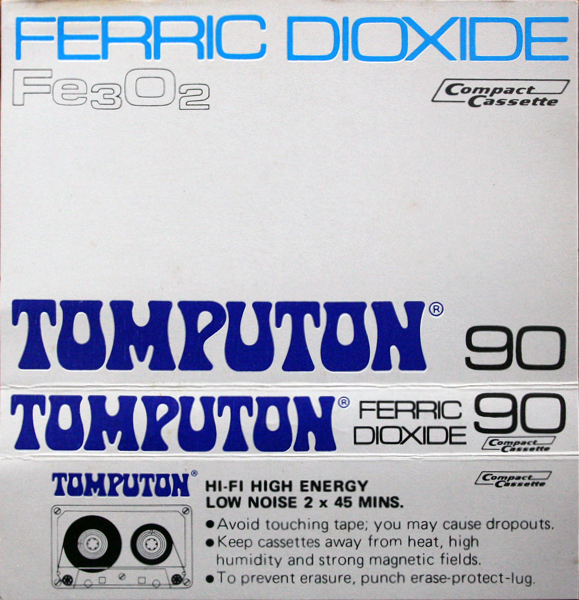 FERRIC DIOXIDE
Fe3O2
Compact
Cassette
TOMPUTON®
90
TOMPUTON®
FERRIC
DIOXIDE
90
Compact
Cassette
TOMPUTON®
HI-FI HIGH ENERGY
LOW NOISE 2 x 45 MINS.
Compact
Cassette
●Avoid touching tape; you may cause dropouts.
●Keep cassettes away from heat, high
humidity and strong magnetic fields.
●To prevent erasure, punch erase-protect-lug.